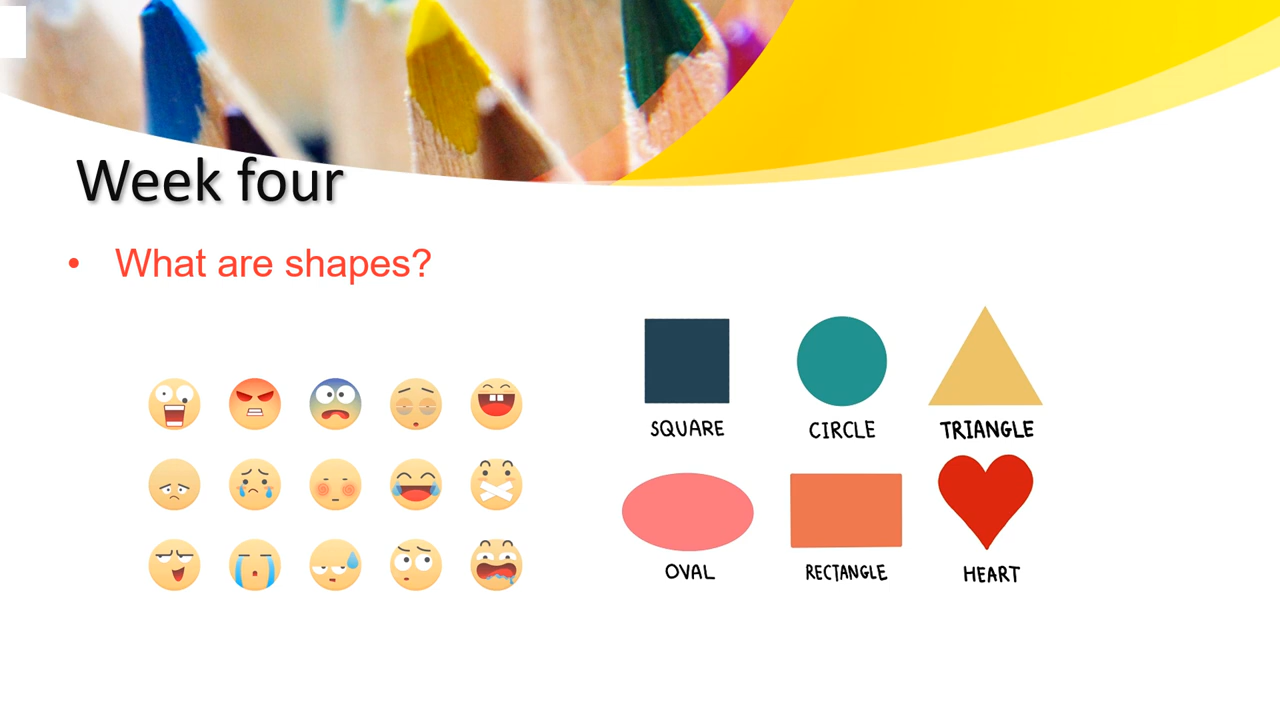 Week four
• What are shapes?
SQUARE CIRCLE TRIANGLE
OVAL RECTANGLE HEART